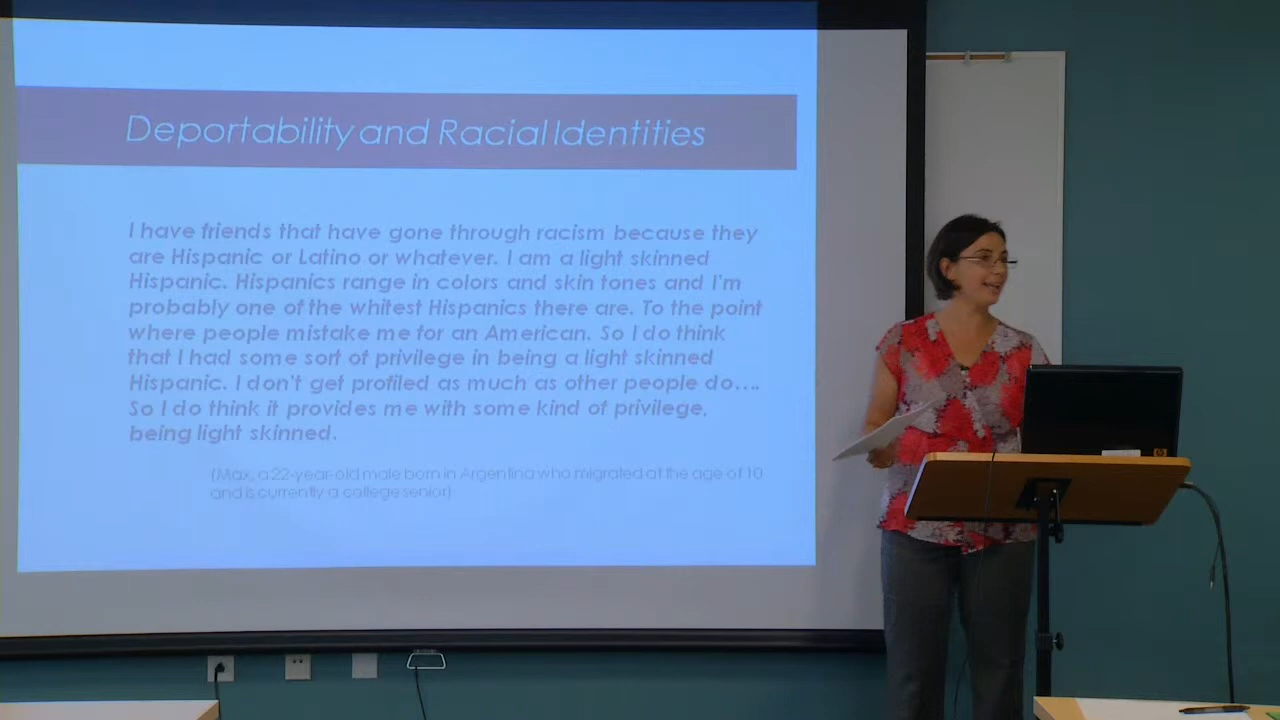 Deportability and Racial Identities
I have friends that have gone through racism because they
are Hispanic or Latino or whatever. I am a light skinned
Hispanic. Hispanics range in colors and skin tones and I'm
probably one of the whitest Hispanics there are. To the point
where people mistake me for an American. So I do think
that I had some sort of privilege in being a light skinned
Hispanic. I don't get profiled as much as other people do....
So I do think it provides me with some kind of privilege,
being light skinned.
(Max, a 22-year-old male born in Argentina who migrated at the age of 10
and is currently a college senior)
hp